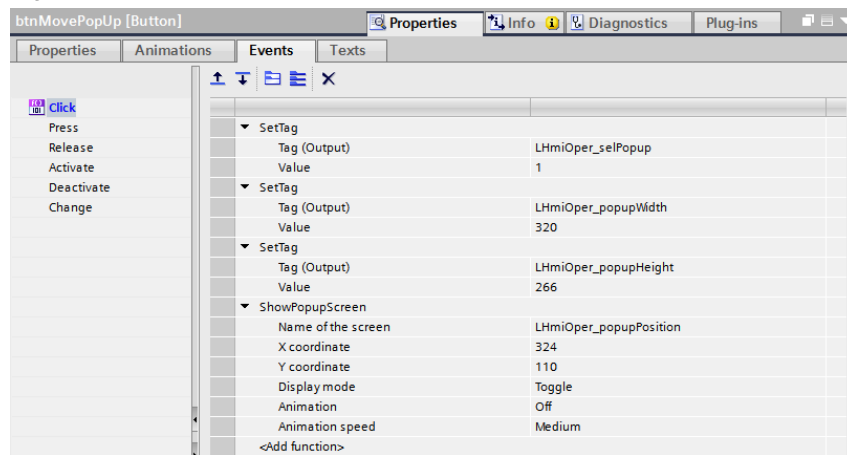 btnMovePopUp [Button]
Properties
Info
Diagnostics
Plug-ins
Properties
Animations
Events
Texts
Click
Press
Release
Activate
Deactivate
Change
SetTag
Tag (Output) LHmiOper_selPopup
Value 1
SetTag
Tag (Output) LHmiOper_popupWidth
Value 320
SetTag
Tag (Output) LHmiOper_popupHeight
Value 266
ShowPopupScreen
Name of the screen LHmiOper_popupPosition
X coordinate 324
Y coordinate 110
Display mode Toggle
Animation Off
Animation speed Medium
<Add function>